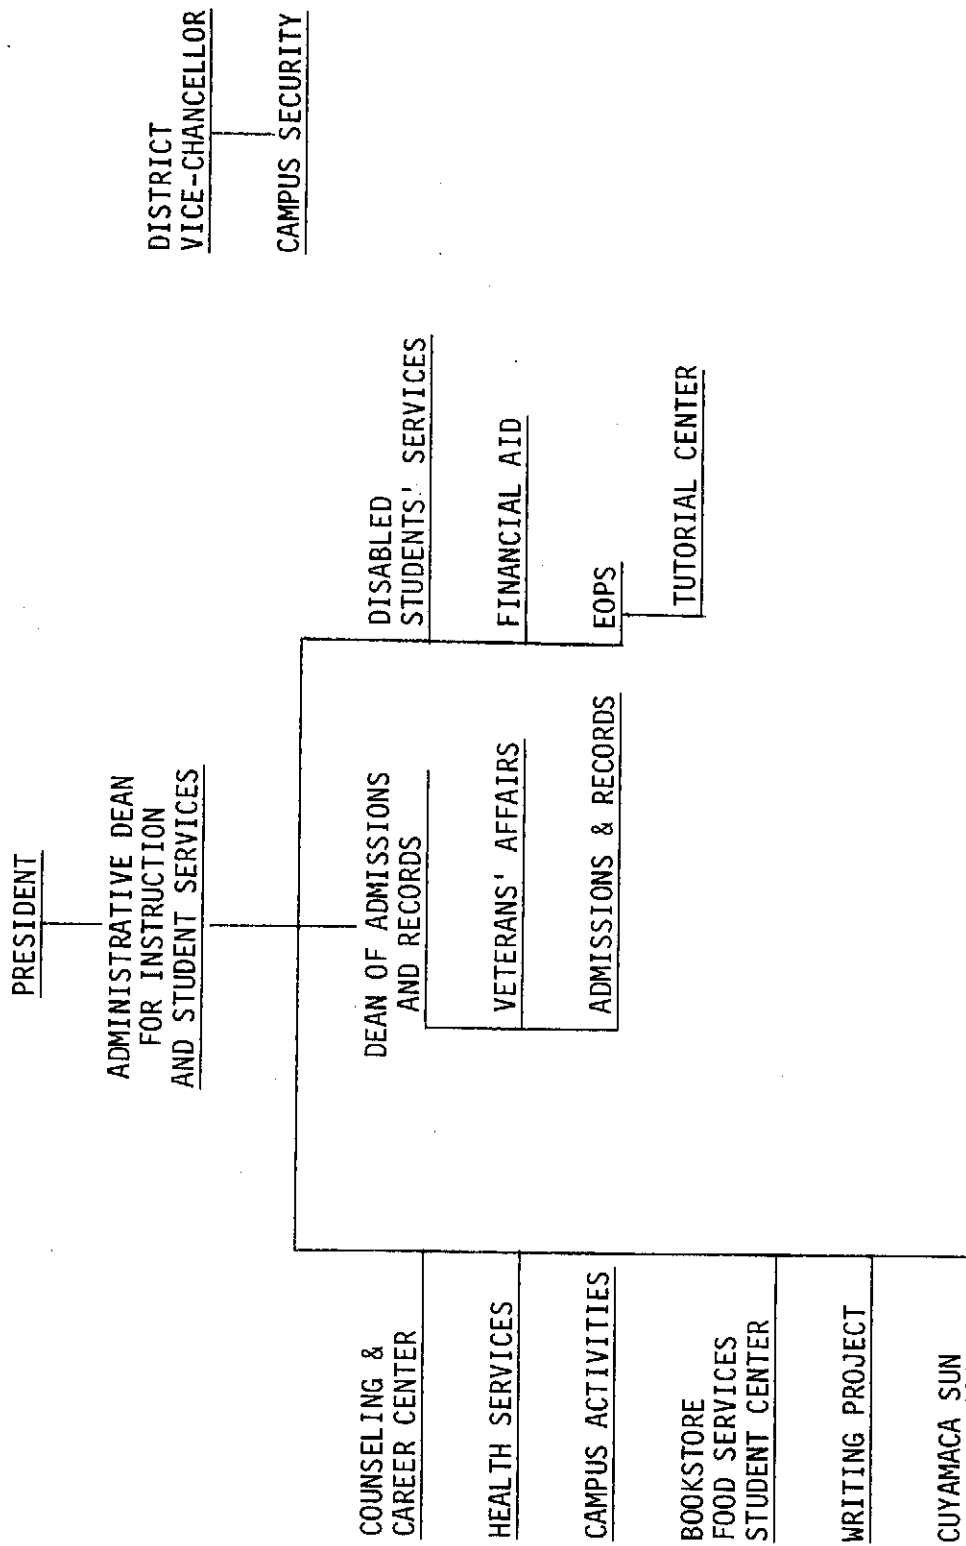 PRESIDENT
ADMINISTRATIVE DEAN
FOR INSTRUCTION
AND STUDENT SERVICES
DISTRICT
VICE-CHANCELLOR
CAMPUS SECURITY
COUNSELING &
CAREER CENTER
HEALTH SERVICES
CAMPUS ACTIVITIES
BOOKSTORE
FOOD SERVICES
STUDENT CENTER
WRITING PROJECT
CUYAMACA SUN
DEAN OF ADMISSIONS
AND RECORDS
VETERANS' AFFAIRS
ADMISSIONS & RECORDS
DISABLED
STUDENTS' SERVICES
FINANCIAL AID
EOPS
TUTORIAL CENTER